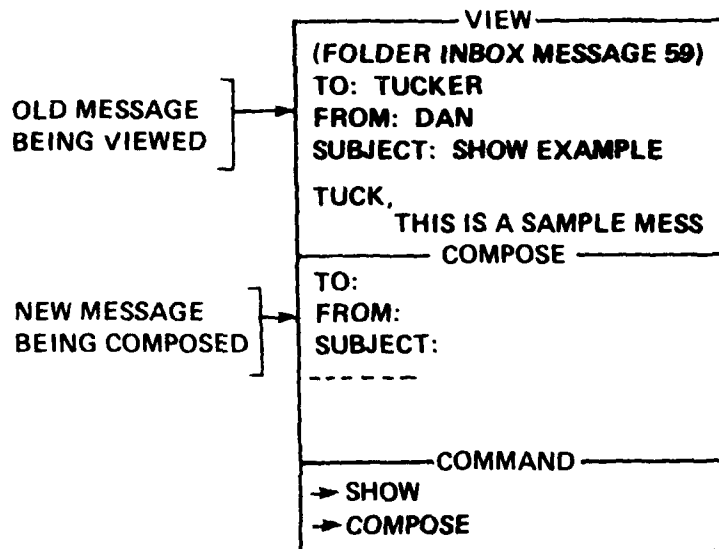 VIEW
(FOLDER INBOX MESSAGE 59)
TO: TUCKER
FROM: DAN
SUBJECT: SHOW EXAMPLE
TUCK,
THIS IS A SAMPLE MESS
OLD MESSAGE
BEING VIEWED
COMPOSE
TO:
FROM:
SUBJECT:
------
NEW MESSAGE
BEING COMPOSED
COMMAND
→ SHOW
→ COMPOSE